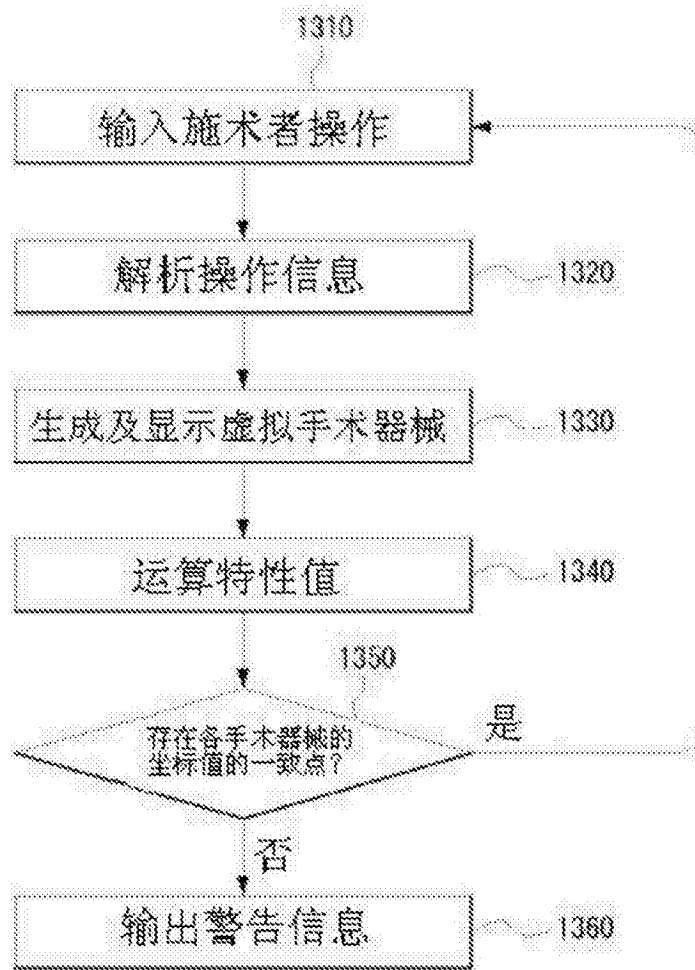 1310
输入施术者操作
解析操作信息
1320
生成及显示虚拟手术器械
1330
运算特性值
1340
1350
存在各手术器械的
坐标值的一致点？
是
否
输出警告信息
1360